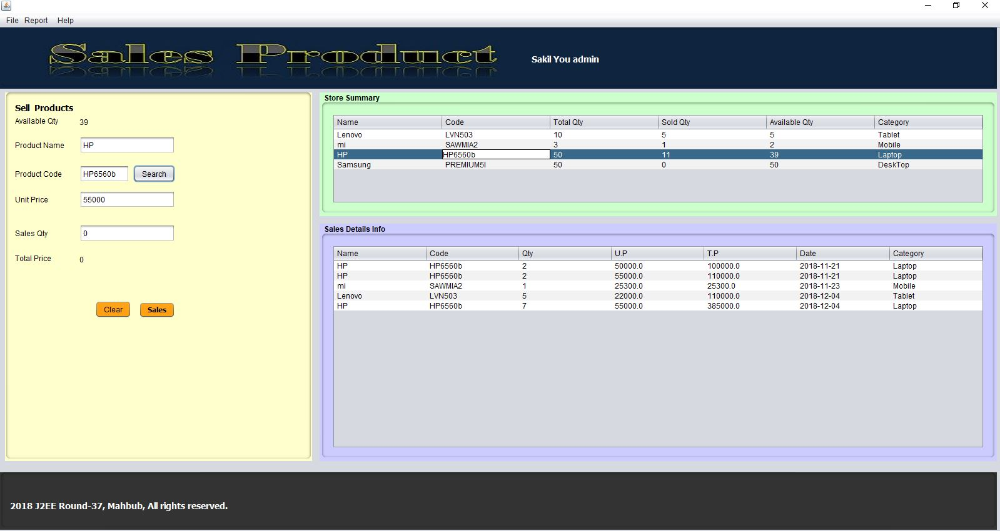 File Report Help
Sales Product
Sakil You admin
Sell Products
Available Qty 39
Product Name HP
Product Code HP6560b Search
Unit Price 55000
Sales Qty 0
Total Price 0
Clear Sales
Store Summary
Name Code Total Qty Sold Qty Available Qty Category
Lenovo LVN503 10 5 5 Tablet
mi SAWMIA2 3 1 2 Mobile
HP HP6560b 50 11 39 Laptop
Samsung PREMIUM5I 50 0 50 DeskTop
Sales Details Info
Name Code Qty U.P T.P Date Category
HP HP6560b 2 50000.0 100000.0 2018-11-21 Laptop
HP HP6560b 2 55000.0 110000.0 2018-11-21 Laptop
mi SAWMIA2 1 25300.0 25300.0 2018-11-23 Mobile
Lenovo LVN503 5 22000.0 110000.0 2018-12-04 Tablet
HP HP6560b 7 55000.0 385000.0 2018-12-04 Laptop
2018 J2EE Round-37, Mahbub, All rights reserved.